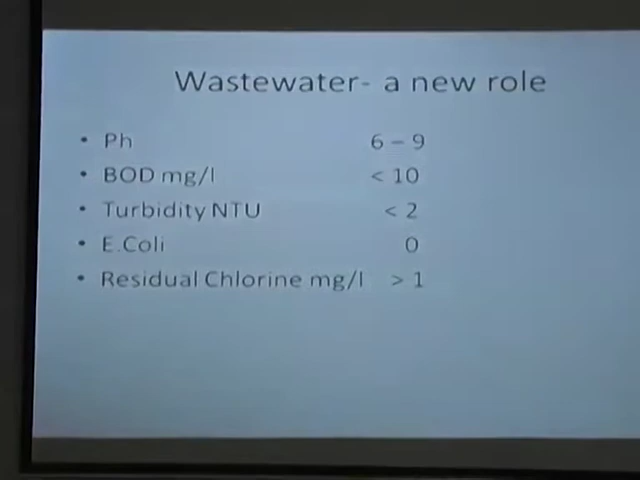 Wastewater- a new role
• Ph 6 – 9
• BOD mg/l < 10
• Turbidity NTU < 2
• E.Coli 0
• Residual Chlorine mg/l > 1